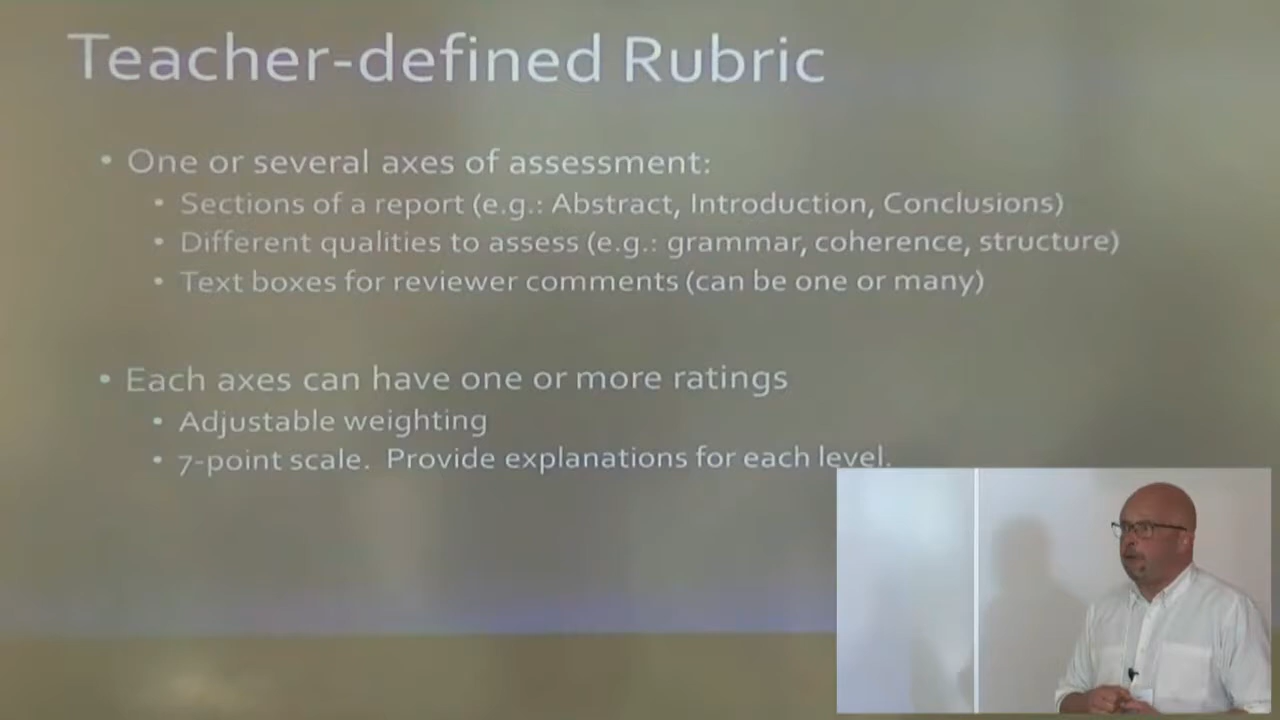 Teacher-defined Rubric
• One or several axes of assessment:
• Sections of a report (e.g.: Abstract, Introduction, Conclusions)
• Different qualities to assess (e.g.: grammar, coherence, structure)
• Text boxes for reviewer comments (can be one or many)
• Each axes can have one or more ratings
• Adjustable weighting
• 7-point scale.  Provide explanations for each level.